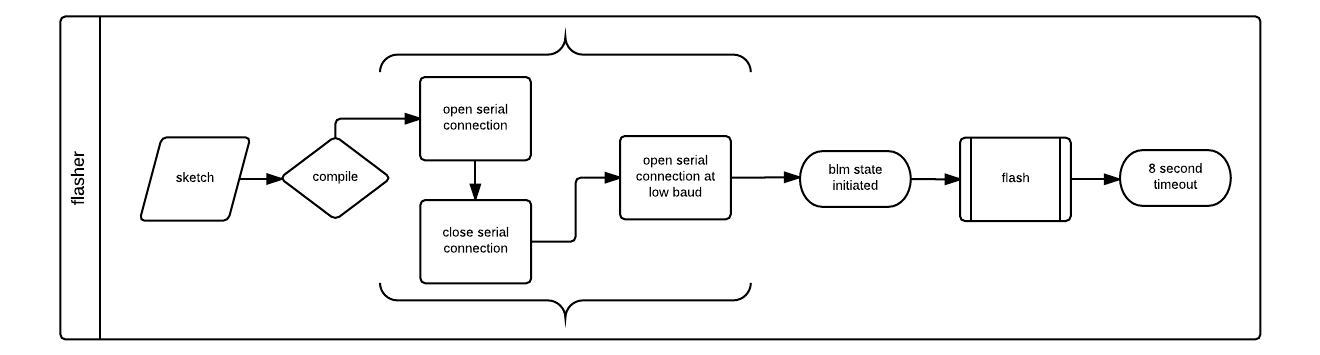 flasher
sketch
compile
open serial
connection
close serial
connection
open serial
connection at
low baud
blm state
initiated
flash
8 second
timeout